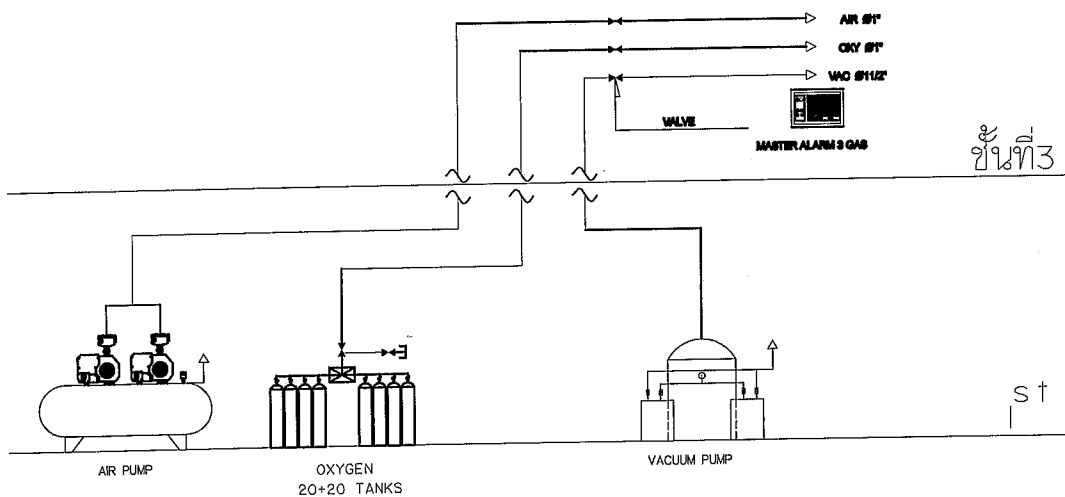 AIR Ø1"
OXY Ø1"
VAC Ø11/2"
VALVE
MASTER ALARM 3 GAS
ชั้นที่3
1st
AIR PUMP
OXYGEN
20+20 TANKS
VACUUM PUMP